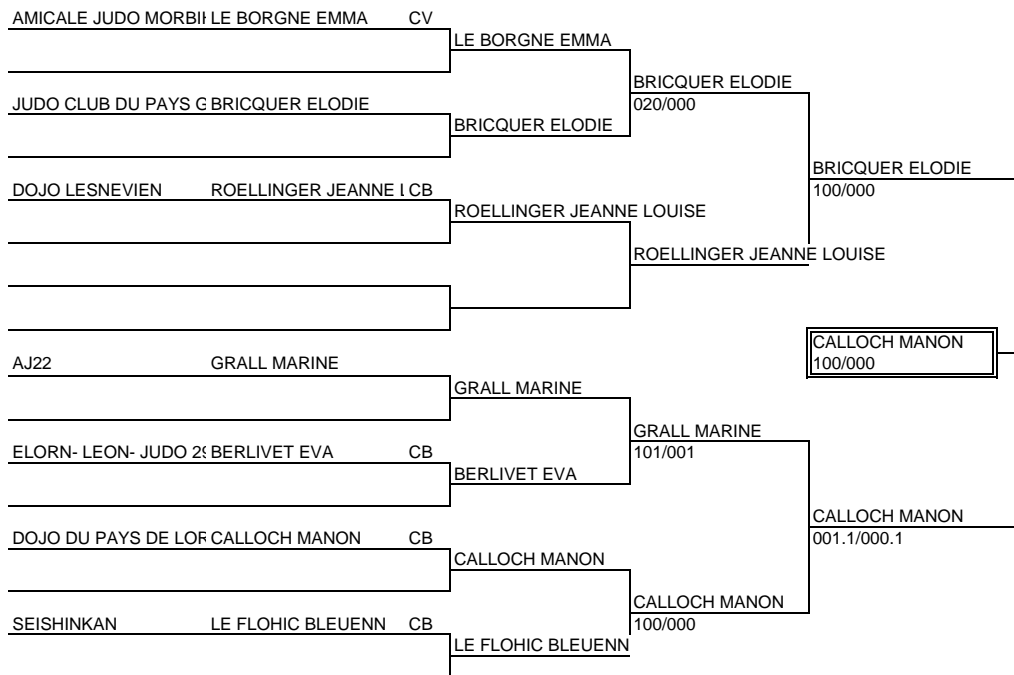 AMICALE JUDO MORBIH LE BORGNE EMMA CV
LE BORGNE EMMA
BRICQUER ELODIE
020/000
JUDO CLUB DU PAYS G BRICQUER ELODIE
BRICQUER ELODIE
BRICQUER ELODIE
100/000
DOJO LESNEVIEN ROELLINGER JEANNE L CB
ROELLINGER JEANNE LOUISE
ROELLINGER JEANNE LOUISE
CALLOCH MANON
100/000
AJ22 GRALL MARINE
GRALL MARINE
GRALL MARINE
101/001
ELORN- LEON- JUDO 29 BERLIVET EVA CB
BERLIVET EVA
CALLOCH MANON
001.1/000.1
DOJO DU PAYS DE LOR CALLOCH MANON CB
CALLOCH MANON
CALLOCH MANON
100/000
SEISHINKAN LE FLOHIC BLEUENN CB
LE FLOHIC BLEUENN